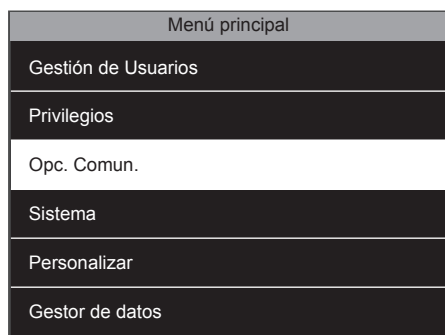 Menú principal
Gestión de Usuarios
Privilegios
Opc. Comun.
Sistema
Personalizar
Gestor de datos